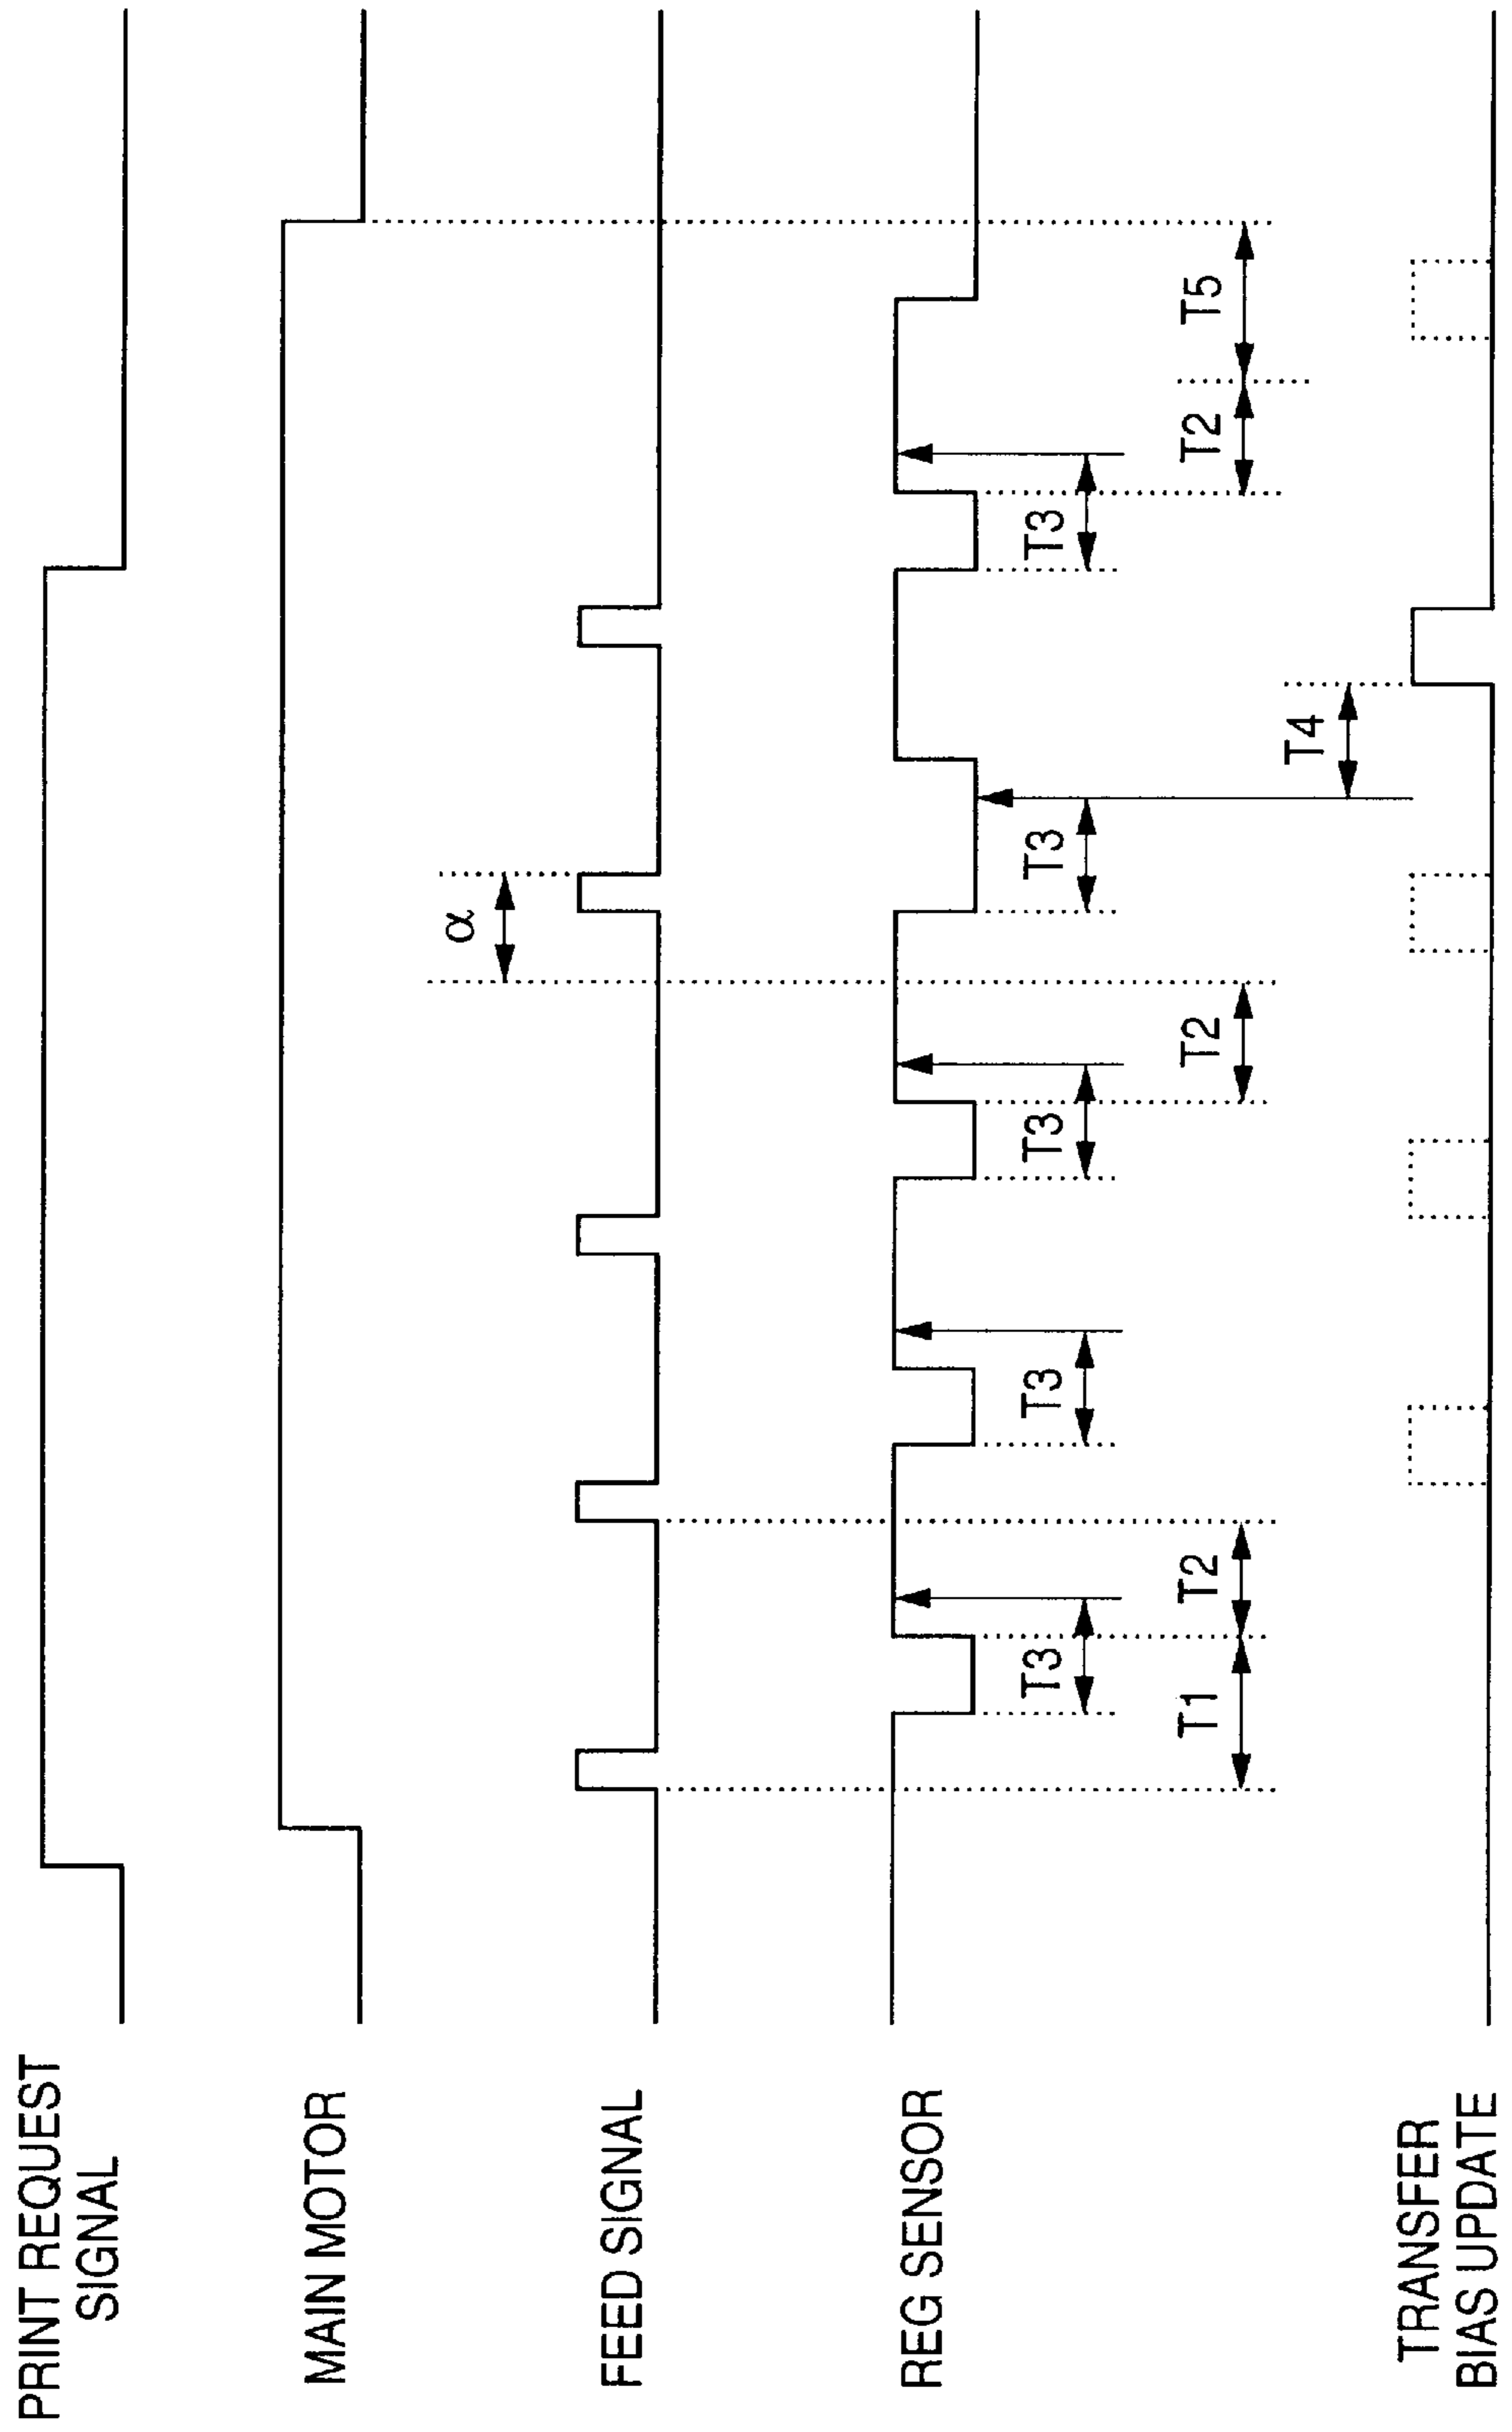 PRINT REQUEST
SIGNAL
MAIN MOTOR
FEED SIGNAL
α
REG SENSOR
T3
T3
T3
T3
T3
T1
T2
T2
T2
T5
T4
TRANSFER
BIAS UPDATE